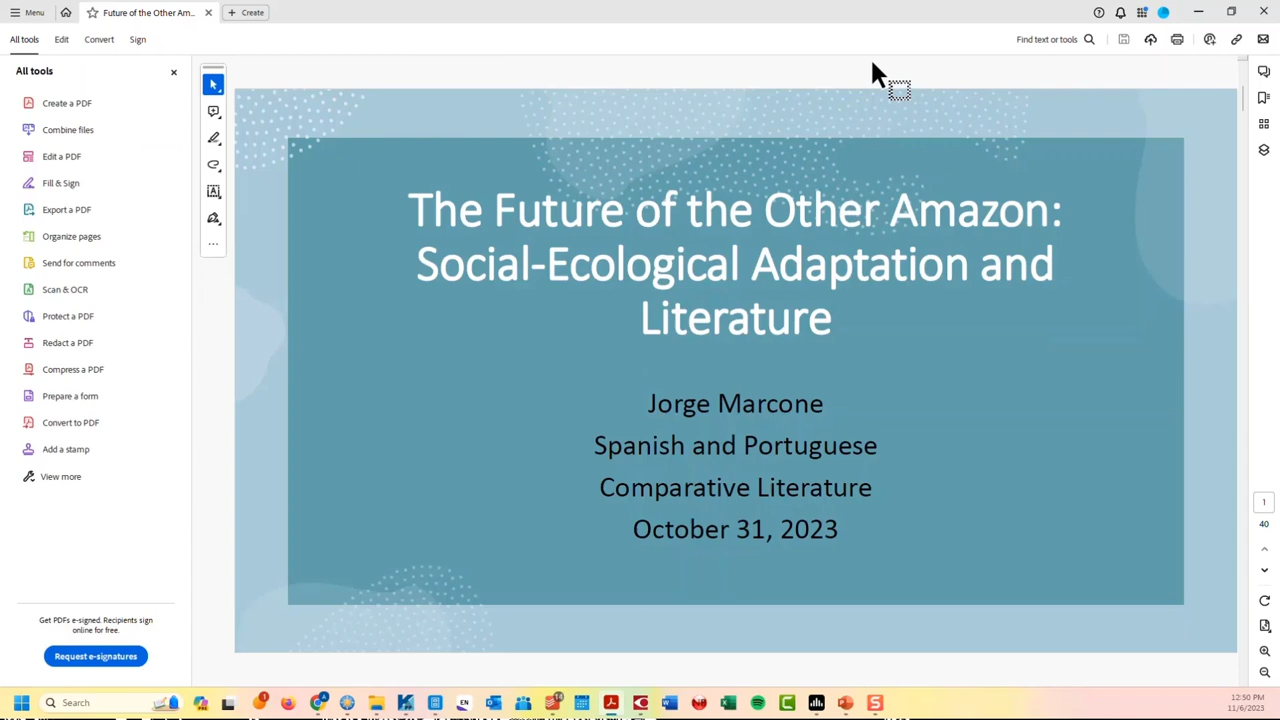 Menu
Future of the Other Am...
Create
All tools
Edit
Convert
Sign
Find text or tools
All tools
Create a PDF
Combine files
Edit a PDF
Fill & Sign
Export a PDF
Organize pages
Send for comments
Scan & OCR
Protect a PDF
Redact a PDF
Compress a PDF
Prepare a form
Convert to PDF
Add a stamp
View more
Get PDFs e-signed. Recipients sign
online for free.
Request e-signatures
The Future of the Other Amazon:
Social-Ecological Adaptation and
Literature
Jorge Marcone
Spanish and Portuguese
Comparative Literature
October 31, 2023
1
40
Search
EN
12:50 PM
11/6/2023